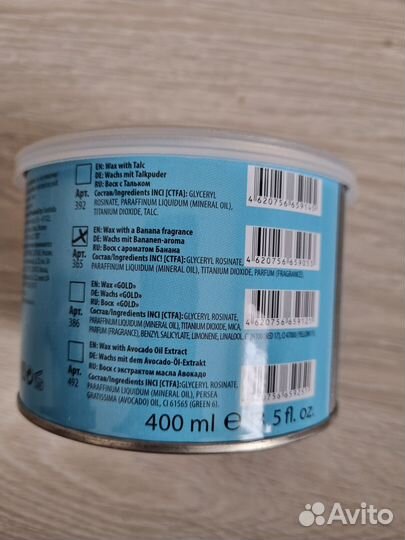 EN: Wax with Talc
DE: Wachs mit Talkpuder
RU: Воск с Тальком
Арт. 392
Состав/Ingredients INCI [CTFA]: GLYCERYL
ROSINATE, PARAFFINUM LIQUIDUM (MINERAL OIL),
TITANIUM DIOXIDE, TALC.
EN: Wax with a Banana fragrance
DE: Wachs mit Bananen-aroma
RU: Воск с ароматом Банана
Арт. 385
Состав/Ingredients INCI [CTFA]: GLYCERYL ROSINATE,
PARAFFINUM LIQUIDUM (MINERAL OIL), TITANIUM DIOXIDE, PARFUM (FRAGRANCE).
EN: Wax «GOLD»
DE: Wachs «GOLD»
RU: Воск «GOLD»
Арт. 386
Состав/Ingredients INCI [CTFA]: GLYCERYL ROSINATE,
PARAFFINUM LIQUIDUM (MINERAL OIL), TITANIUM DIOXIDE, MICA,
PARFUM, BENZYL SALICYLATE, LIMONENE, LINALOOL,
EN: Wax with Avocado Oil Extract
DE: Wachs mit dem Avocado-Öl-Extrakt
RU: Воск с экстрактом масла Авокадо
Арт. 492
Состав/Ingredients INCI [CTFA]: GLYCERYL ROSINATE,
PARAFFINUM LIQUIDUM (MINERAL OIL), PERSEA
GRATISSIMA (AVOCADO) OIL, CI 61565 (GREEN 6).
400 ml e .5 fl. oz.
Avito